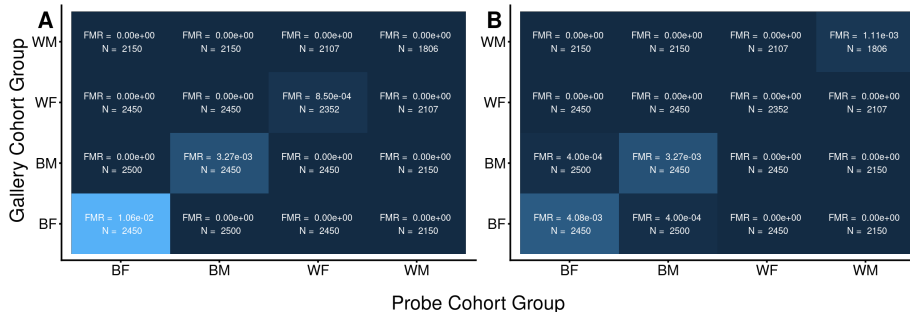 A
B
Gallery Cohort Group
WM
FMR = 0.00e+00 FMR = 0.00e+00 FMR = 0.00e+00 FMR = 0.00e+00
N = 2150 N = 2150 N = 2107 N = 1806
WF
FMR = 0.00e+00 FMR = 0.00e+00 FMR = 8.50e-04 FMR = 0.00e+00
N = 2450 N = 2450 N = 2352 N = 2107
BM
FMR = 0.00e+00 FMR = 3.27e-03 FMR = 0.00e+00 FMR = 0.00e+00
N = 2500 N = 2450 N = 2450 N = 2150
BF
FMR = 1.06e-02 FMR = 0.00e+00 FMR = 0.00e+00 FMR = 0.00e+00
N = 2450 N = 2500 N = 2450 N = 2150
BF BM WF WM
WM
FMR = 0.00e+00 FMR = 0.00e+00 FMR = 0.00e+00 FMR = 1.11e-03
N = 2150 N = 2150 N = 2107 N = 1806
WF
FMR = 0.00e+00 FMR = 0.00e+00 FMR = 0.00e+00 FMR = 0.00e+00
N = 2450 N = 2450 N = 2352 N = 2107
BM
FMR = 4.00e-04 FMR = 3.27e-03 FMR = 0.00e+00 FMR = 0.00e+00
N = 2500 N = 2450 N = 2450 N = 2150
BF
FMR = 4.08e-03 FMR = 4.00e-04 FMR = 0.00e+00 FMR = 0.00e+00
N = 2450 N = 2500 N = 2450 N = 2150
BF BM WF WM
Probe Cohort Group